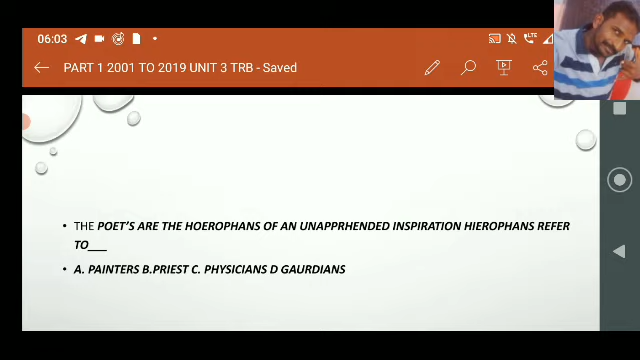 06:03
LTE
PART 1 2001 TO 2019 UNIT 3 TRB - Saved
• THE POET'S ARE THE HOEROPHANS OF AN UNAPPRHENDED INSPIRATION HIEROPHANS REFER
TO___
• A. PAINTERS B.PRIEST C. PHYSICIANS D GAURDIANS